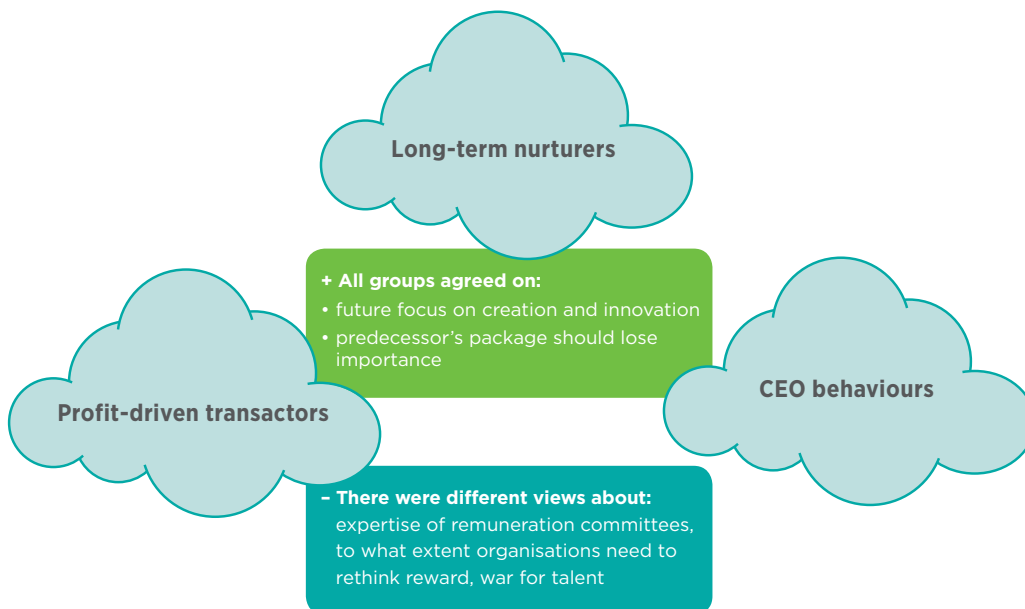 Long-term nurturers
+ All groups agreed on:
• future focus on creation and innovation
• predecessor’s package should lose
importance
Profit-driven transactors
CEO behaviours
– There were different views about:
expertise of remuneration committees,
to what extent organisations need to
rethink reward, war for talent